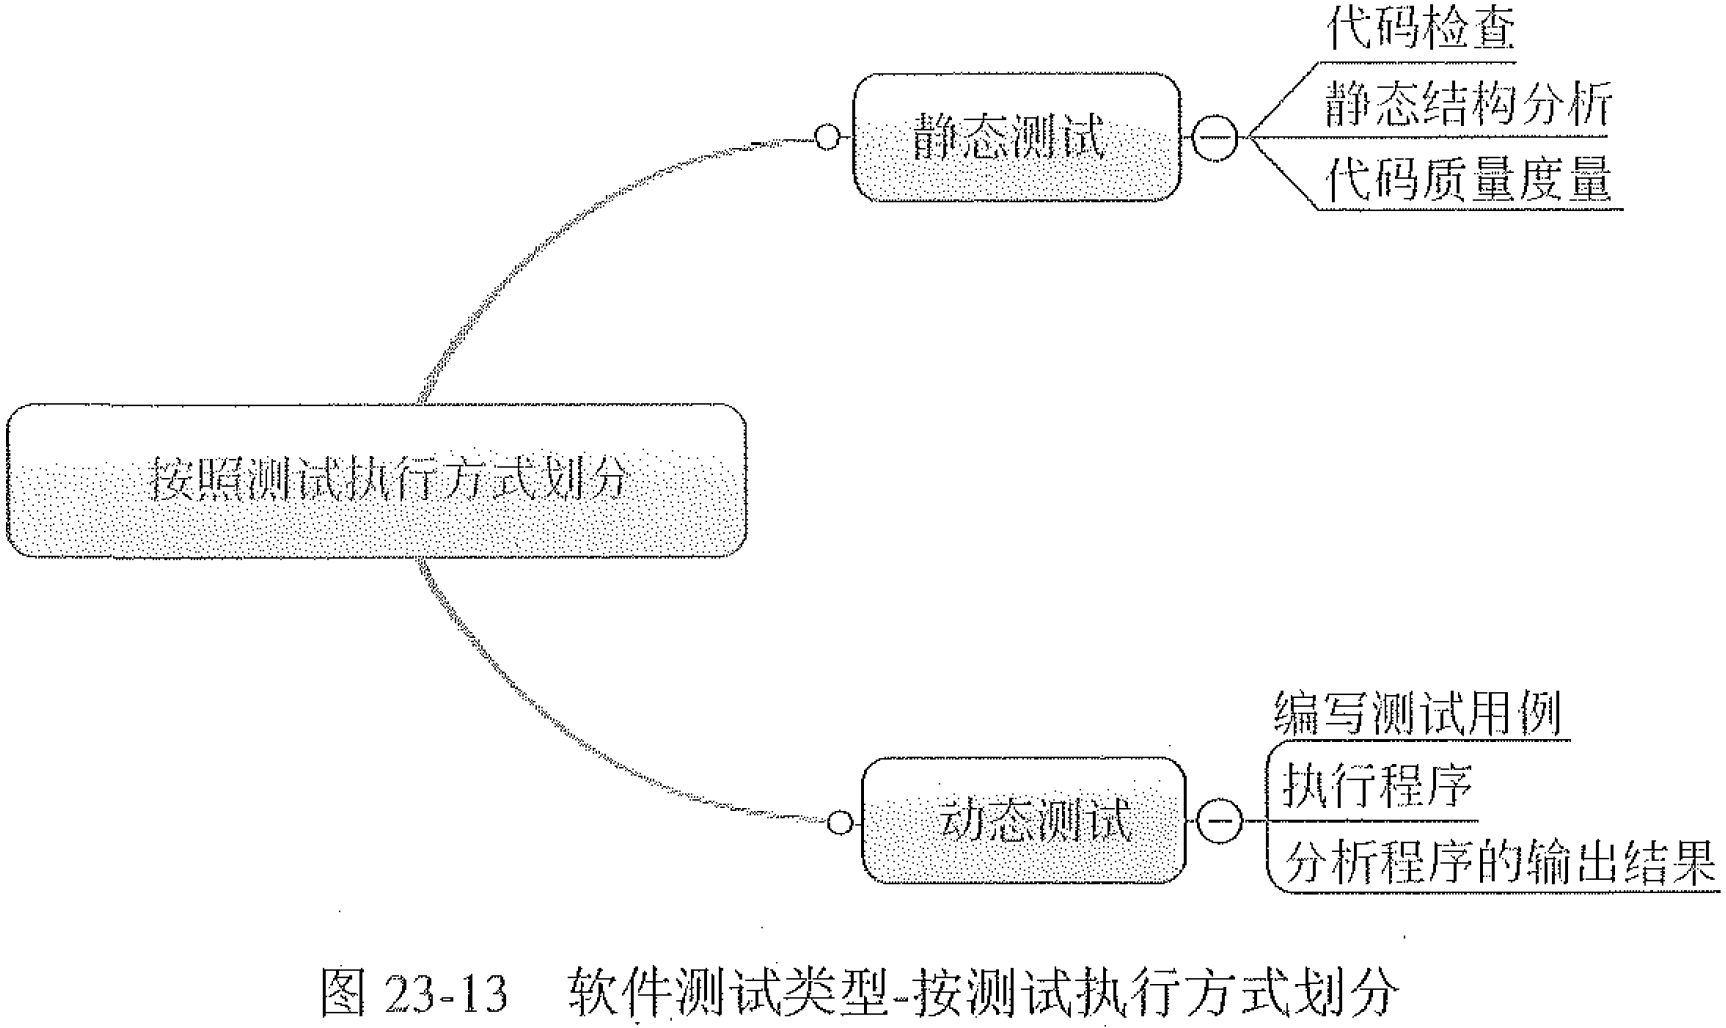 代码检查
静态测试
静态结构分析
代码质量度量
按照测试执行方式划分
编写测试用例
动态测试
执行程序
分析程序的输出结果
图 23-13 软件测试类型-按测试执行方式划分